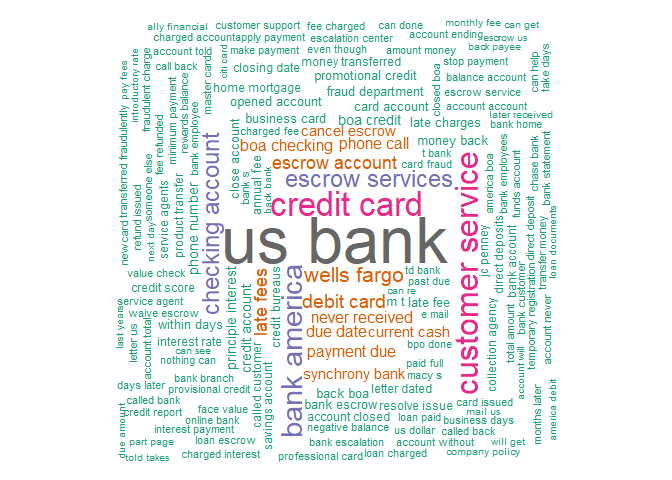 ally financial
customer support
fee charged
can done
monthly fee
can get
charged account
apply payment
escalation center
account ending
escrow us
account told
make payment
even though
amount money
back payee
call back
citi card
closing date
money transferred
stop payment
can help
take days
home mortgage
promotional credit
closed boa
balance account
master card
fraud department
escrow service
opened account
card account
account account
business card
boa credit
late charges
later received
bank home
charged fee
cancel escrow
money back
boa checking
phone call
t bank
escrow account
card fraud
escrow services
credit card
us bank
wells fargo
td bank
past due
debit card
can re
m t
late fee
never received
e mail
due date
current cash
payment due
bpo done
synchrony bank
paid full
macy s
back boa
letter dated
bank escrow
resolve issue
card issued
mail us
account closed
loan paid
business days
negative balance
us dollar
called back
bank escalation
account without
will get
professional card
loan charged
company policy
introductory rate
pay fees
fraudulent charge
new card
transferred fraudulently
refund issued
next day
someone else
service agents
fee refunded
minimum payment
rewards balance
bank employee
product transfer
phone number
checking account
close account
bank s
annual fee
back bank
value check
credit score
service agent
waive escrow
within days
interest rate
can see
nothing can
last years
letter us
account total
principle interest
credit account
late fees
credit bureaus
bank america
called customer
savings account
bank branch
days later
provisional credit
called bank
credit report
face value
online bank
interest payment
due amount
part page
loan escrow
told takes
charged interest
customer service
jc penney
america boa
direct deposits
bank employees
bank account
funds account
chase bank
direct deposit
bank statement
transfer money
loan documents
temporary registration
bank customer
total amount
collection agency
account will
account never
months later
america debit